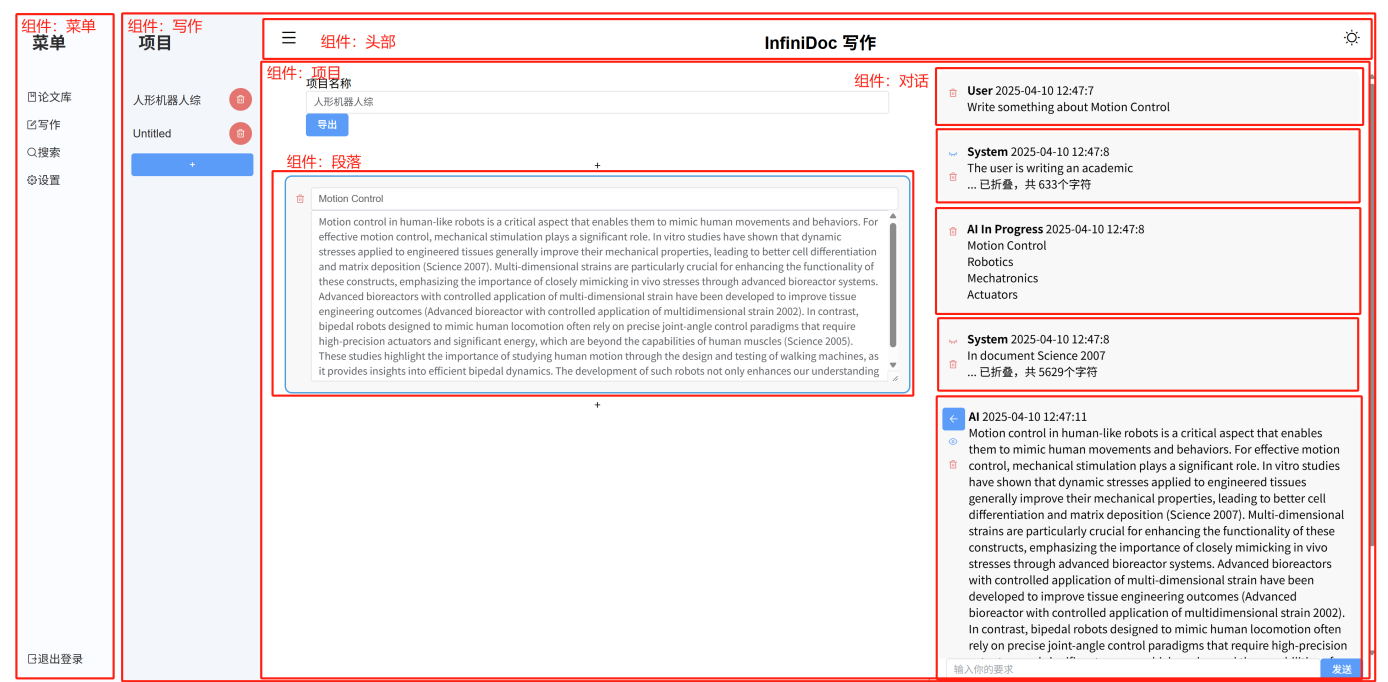 组件：菜单
菜单
论文库
写作
搜索
设置
退出登录
组件：写作
项目
人形机器人综
Untitled
+
组件：头部
InfiniDoc 写作
组件：项目
项目名称
人形机器人综
导出
+
组件：段落
Motion Control
Motion control in human-like robots is a critical aspect that enables them to mimic human movements and behaviors. For
effective motion control, mechanical stimulation plays a significant role. In vitro studies have shown that dynamic
stresses applied to engineered tissues generally improve their mechanical properties, leading to better cell differentiation
and matrix deposition (Science 2007). Multi-dimensional strains are particularly crucial for enhancing the functionality of
these constructs, emphasizing the importance of closely mimicking in vivo stresses through advanced bioreactor systems.
Advanced bioreactors with controlled application of multi-dimensional strain have been developed to improve tissue
engineering outcomes (Advanced bioreactor with controlled application of multidimensional strain 2002). In contrast,
bipedal robots designed to mimic human locomotion often rely on precise joint-angle control paradigms that require
high-precision actuators and significant energy, which are beyond the capabilities of human muscles (Science 2005).
These studies highlight the importance of studying human motion through the design and testing of walking machines, as
it provides insights into efficient bipedal dynamics. The development of such robots not only enhances our understanding
+
组件：对话
User 2025-04-10 12:47:7
Write something about Motion Control
System 2025-04-10 12:47:8
The user is writing an academic
... 已折叠，共 633个字符
AI In Progress 2025-04-10 12:47:8
Motion Control
Robotics
Mechatronics
Actuators
System 2025-04-10 12:47:8
In document Science 2007
... 已折叠，共 5629个字符
AI 2025-04-10 12:47:11
Motion control in human-like robots is a critical aspect that enables
them to mimic human movements and behaviors. For effective motion
control, mechanical stimulation plays a significant role. In vitro studies
have shown that dynamic stresses applied to engineered tissues
generally improve their mechanical properties, leading to better cell
differentiation and matrix deposition (Science 2007). Multi-dimensional
strains are particularly crucial for enhancing the functionality of these
constructs, emphasizing the importance of closely mimicking in vivo
stresses through advanced bioreactor systems. Advanced bioreactors
with controlled application of multi-dimensional strain have been
developed to improve tissue engineering outcomes (Advanced
bioreactor with controlled application of multidimensional strain 2002).
In contrast, bipedal robots designed to mimic human locomotion often
rely on precise joint-angle control paradigms that require high-precision
输入你的要求
发送